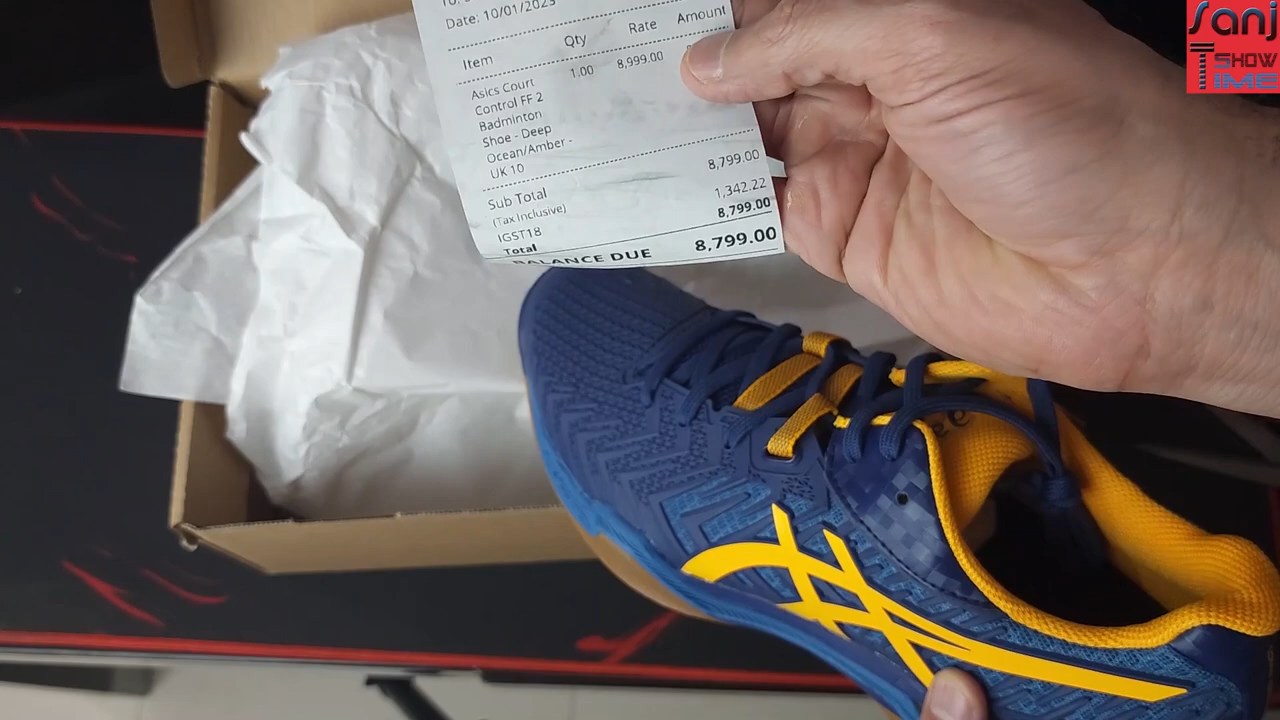 Date: 10/01/2023
Item Qty Rate Amount
Asics Court 1.00 8,999.00
Control FF 2
Badminton
Shoe - Deep
Ocean/Amber -
UK 10
Sub Total 8,799.00
(Tax Inclusive)
IGST18 1,342.22
Total 8,799.00
BALANCE DUE 8,799.00
Sanj
SHOW
TIME